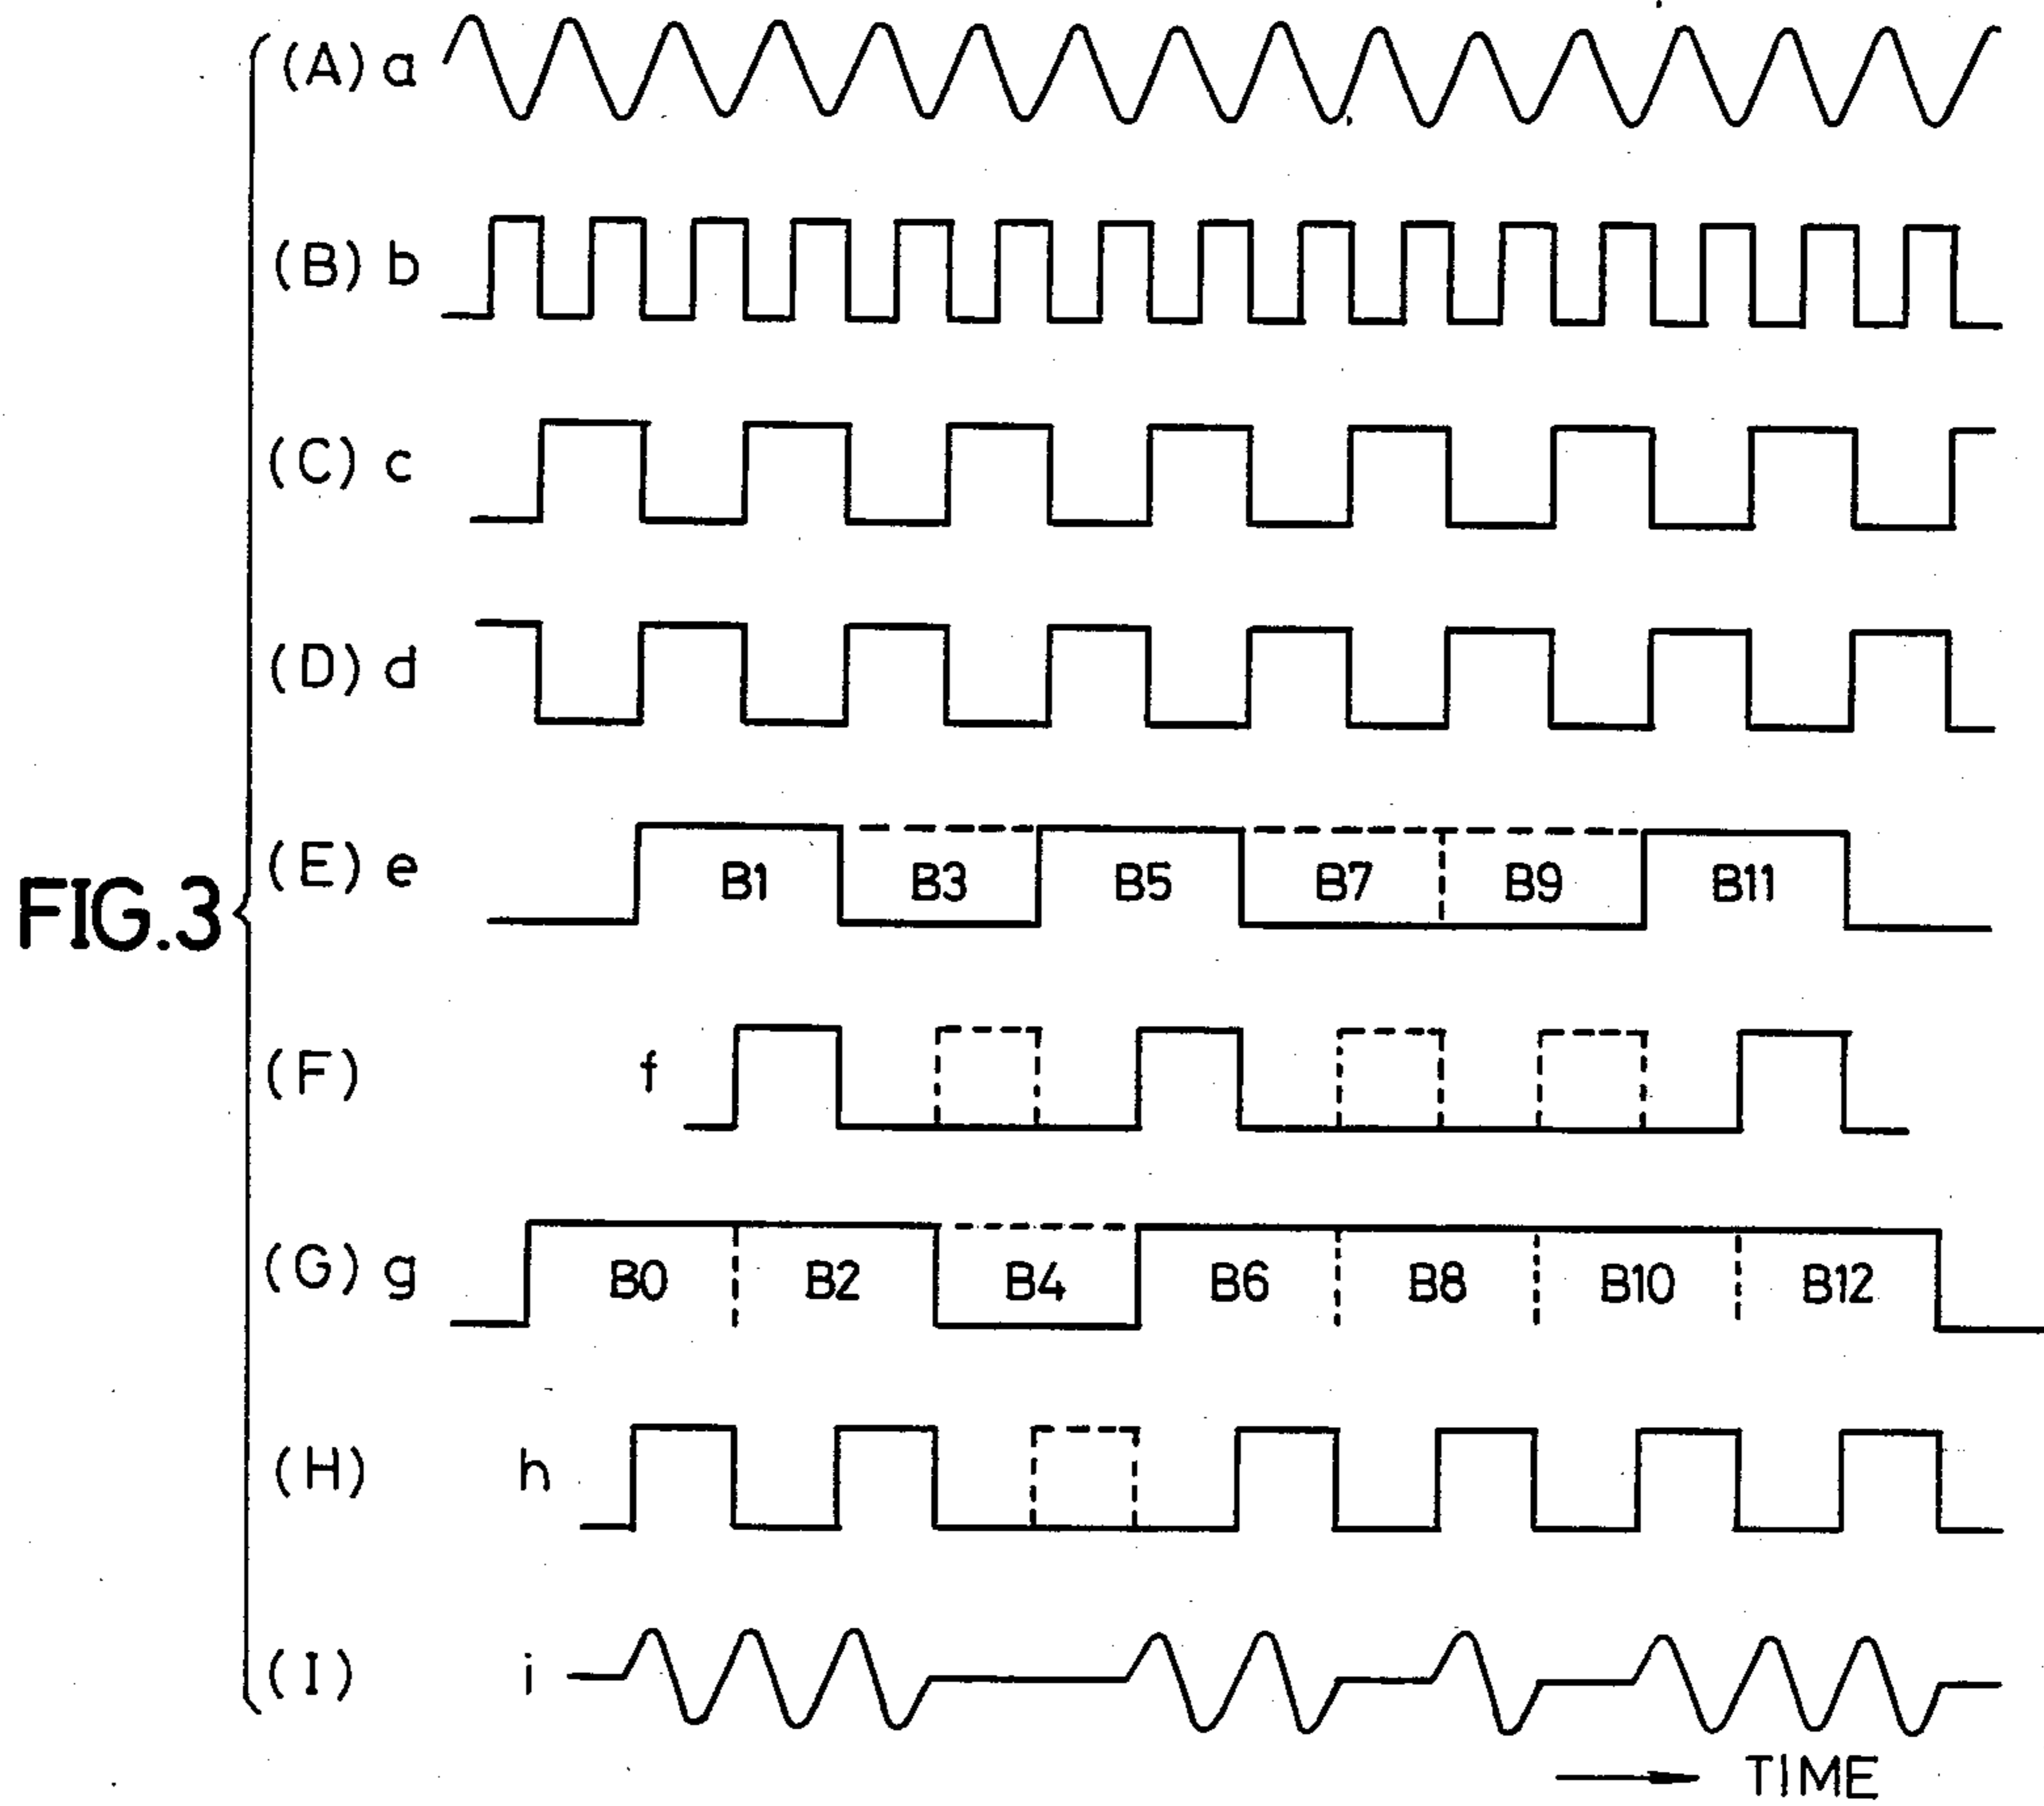 (A) a
(B) b
(C) c
(D) d
(E) e B1 B3 B5 B7 B9 B11
FIG.3
(F) f
(G) g B0 B2 B4 B6 B8 B10 B12
(H) h
(I) i
TIME